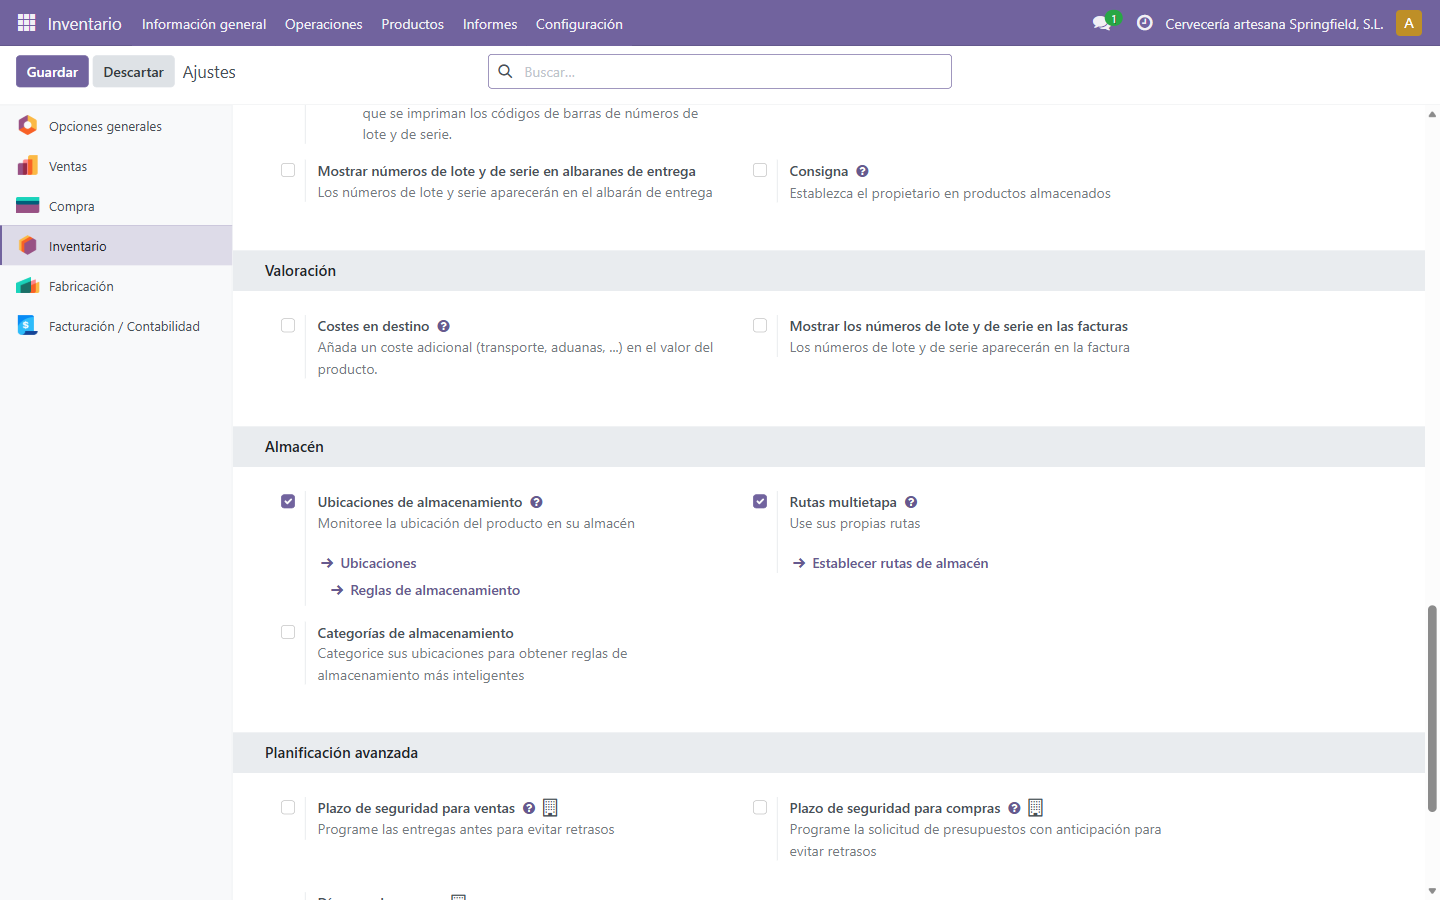 Inventario
Información general
Operaciones
Productos
Informes
Configuración
1
Cervecería artesana Springfield, S.L.
A
Guardar
Descartar
Ajustes
Buscar...
Opciones generales
Ventas
Compra
Inventario
Fabricación
Facturación / Contabilidad
que se impriman los códigos de barras de números de
lote y de serie.
Mostrar números de lote y de serie en albaranes de entrega
Los números de lote y serie aparecerán en el albarán de entrega
Consigna
Establezca el propietario en productos almacenados
Valoración
Costes en destino
Añada un coste adicional (transporte, aduanas, ...) en el valor del
producto.
Mostrar los números de lote y de serie en las facturas
Los números de lote y de serie aparecerán en la factura
Almacén
Ubicaciones de almacenamiento
Monitoree la ubicación del producto en su almacén
Ubicaciones
Reglas de almacenamiento
Rutas multietapa
Use sus propias rutas
Establecer rutas de almacén
Categorías de almacenamiento
Categorice sus ubicaciones para obtener reglas de
almacenamiento más inteligentes
Planificación avanzada
Plazo de seguridad para ventas
Programe las entregas antes para evitar retrasos
Plazo de seguridad para compras
Programe la solicitud de presupuestos con anticipación para
evitar retrasos